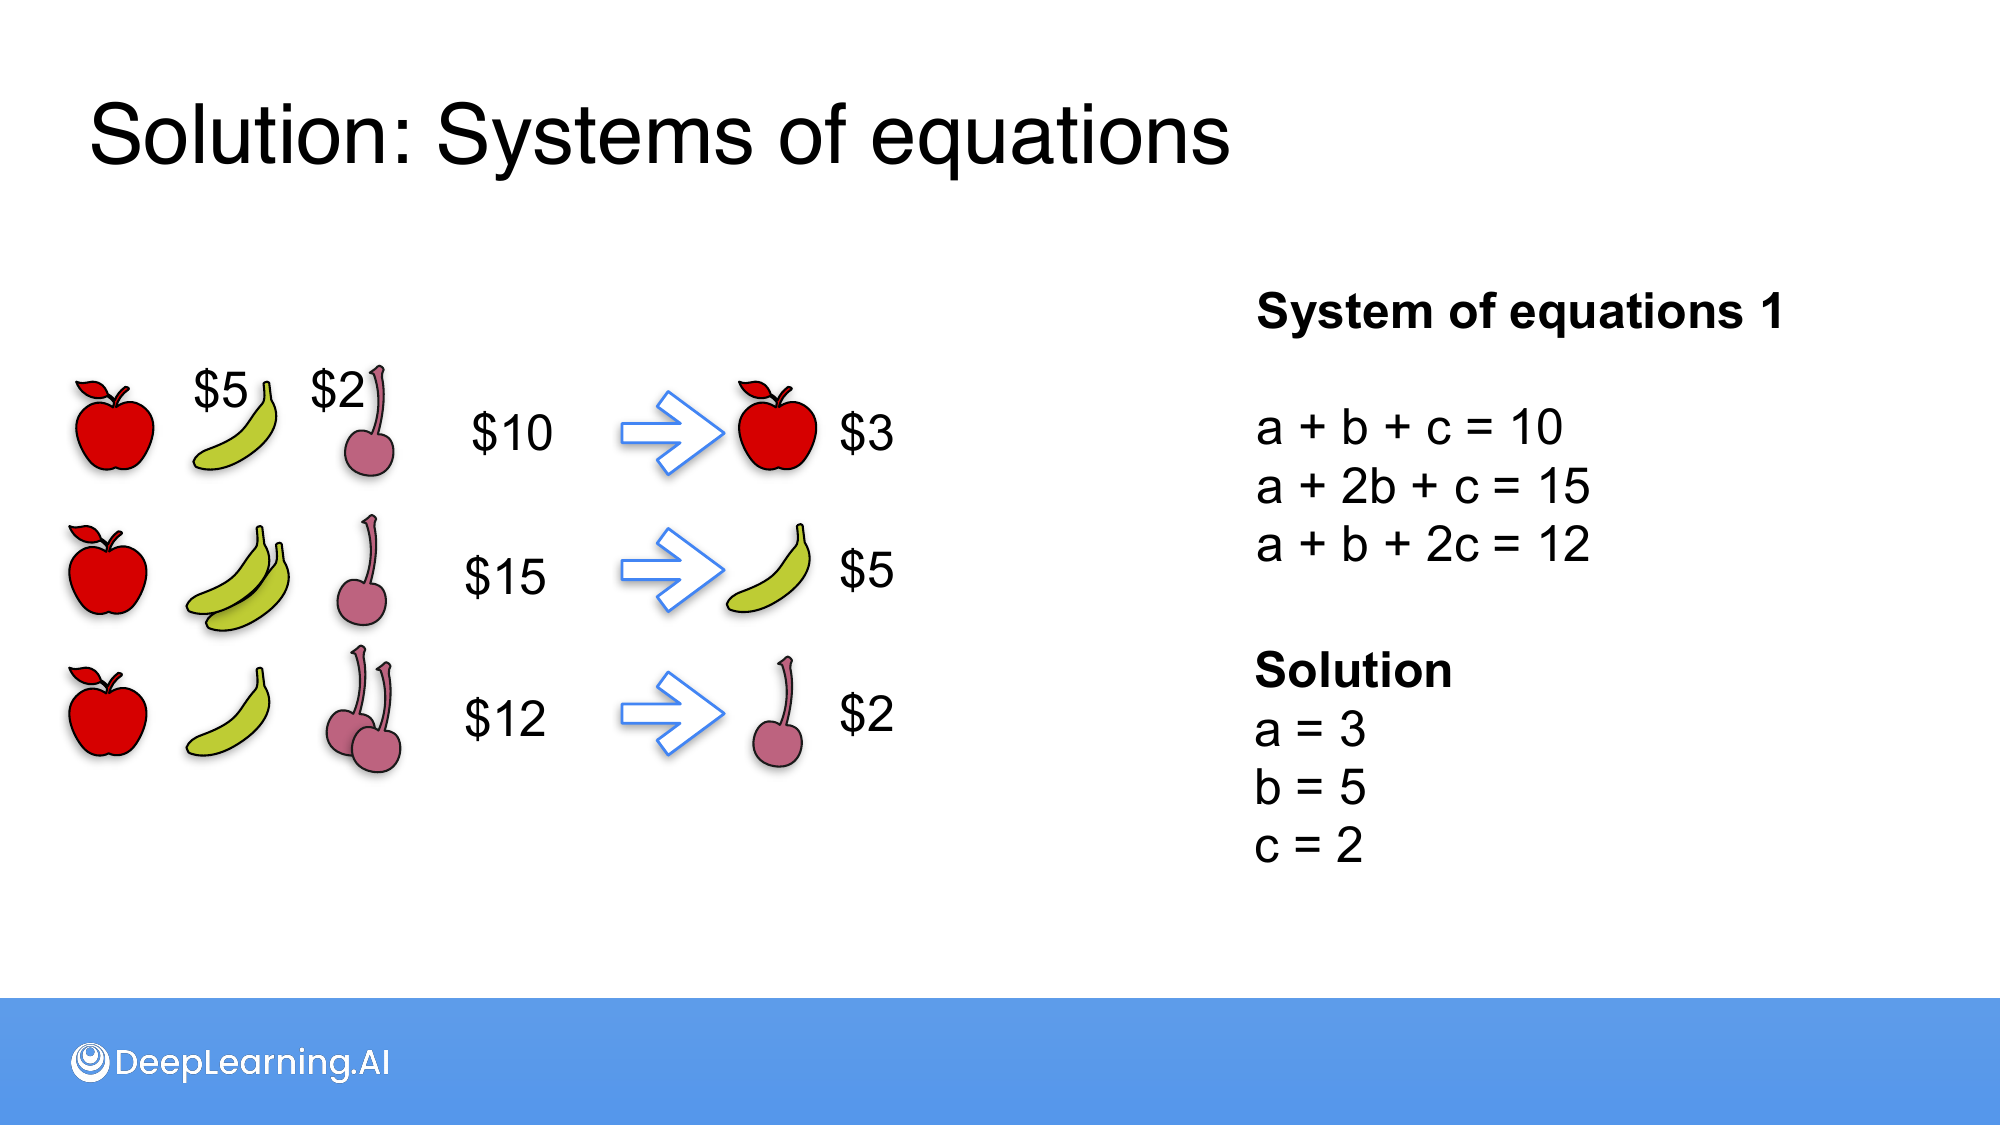 Solution: Systems of equations
$5 $2
$10 $3
$15 $5
$12 $2
System of equations 1
a + b + c = 10
a + 2b + c = 15
a + b + 2c = 12
Solution
a = 3
b = 5
c = 2
DeepLearning.AI